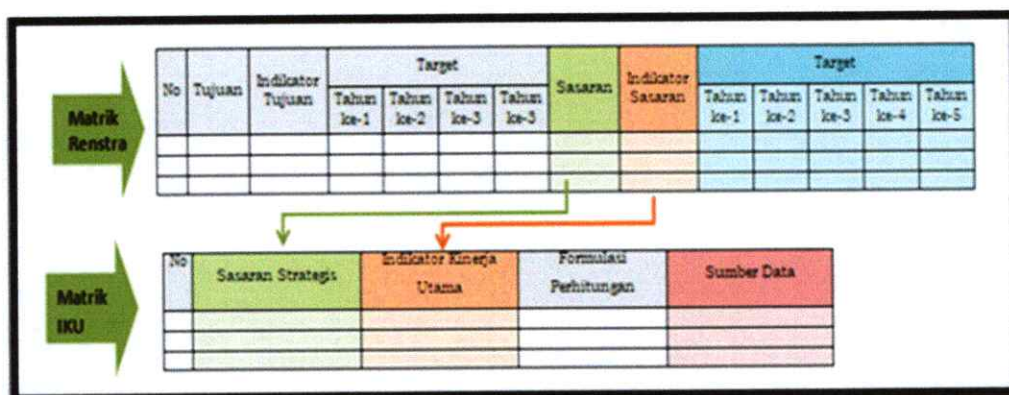 Matrik
Renstra
No
Tujuan
Indikator
Tujuan
Target
Tahun
ke-1
Tahun
ke-2
Tahun
ke-3
Tahun
ke-3
Sasaran
Indikator
Sasaran
Target
Tahun
ke-1
Tahun
ke-2
Tahun
ke-3
Tahun
ke-4
Tahun
ke-5
Matrik
IKU
No
Sasaran Strategis
Indikator Kinerja
Utama
Formulasi
Perhitungan
Sumber Data